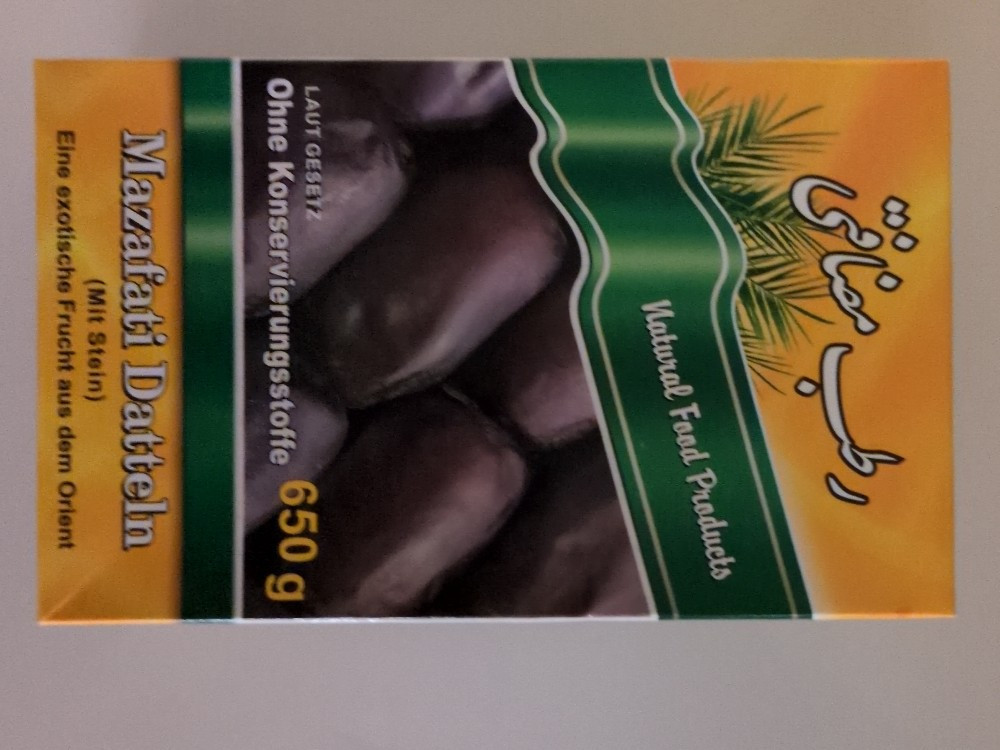 رطب مضافتی
Natural Food Products
LAUT GESETZ
Ohne Konservierungsstoffe
650 g
Mazafati Datteln
(Mit Stein)
Eine exotische Frucht aus dem Orient